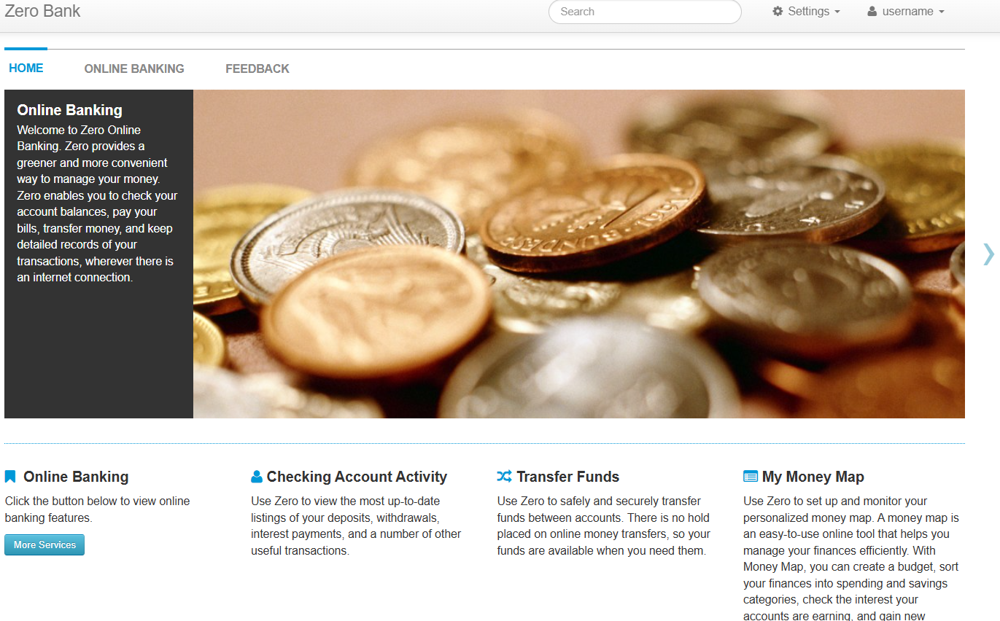 Zero Bank
Search
Settings
username
HOME
ONLINE BANKING
FEEDBACK
Online Banking
Welcome to Zero Online
Banking. Zero provides a
greener and more convenient
way to manage your money.
Zero enables you to check your
account balances, pay your
bills, transfer money, and keep
detailed records of your
transactions, wherever there is
an internet connection.
Online Banking
Click the button below to view online
banking features.
More Services
Checking Account Activity
Use Zero to view the most up-to-date
listings of your deposits, withdrawals,
interest payments, and a number of other
useful transactions.
Transfer Funds
Use Zero to safely and securely transfer
funds between accounts. There is no hold
placed on online money transfers, so your
funds are available when you need them.
My Money Map
Use Zero to set up and monitor your
personalized money map. A money map is
an easy-to-use online tool that helps you
manage your finances efficiently. With
Money Map, you can create a budget, sort
your finances into spending and savings
categories, check the interest your
accounts are earning, and gain new